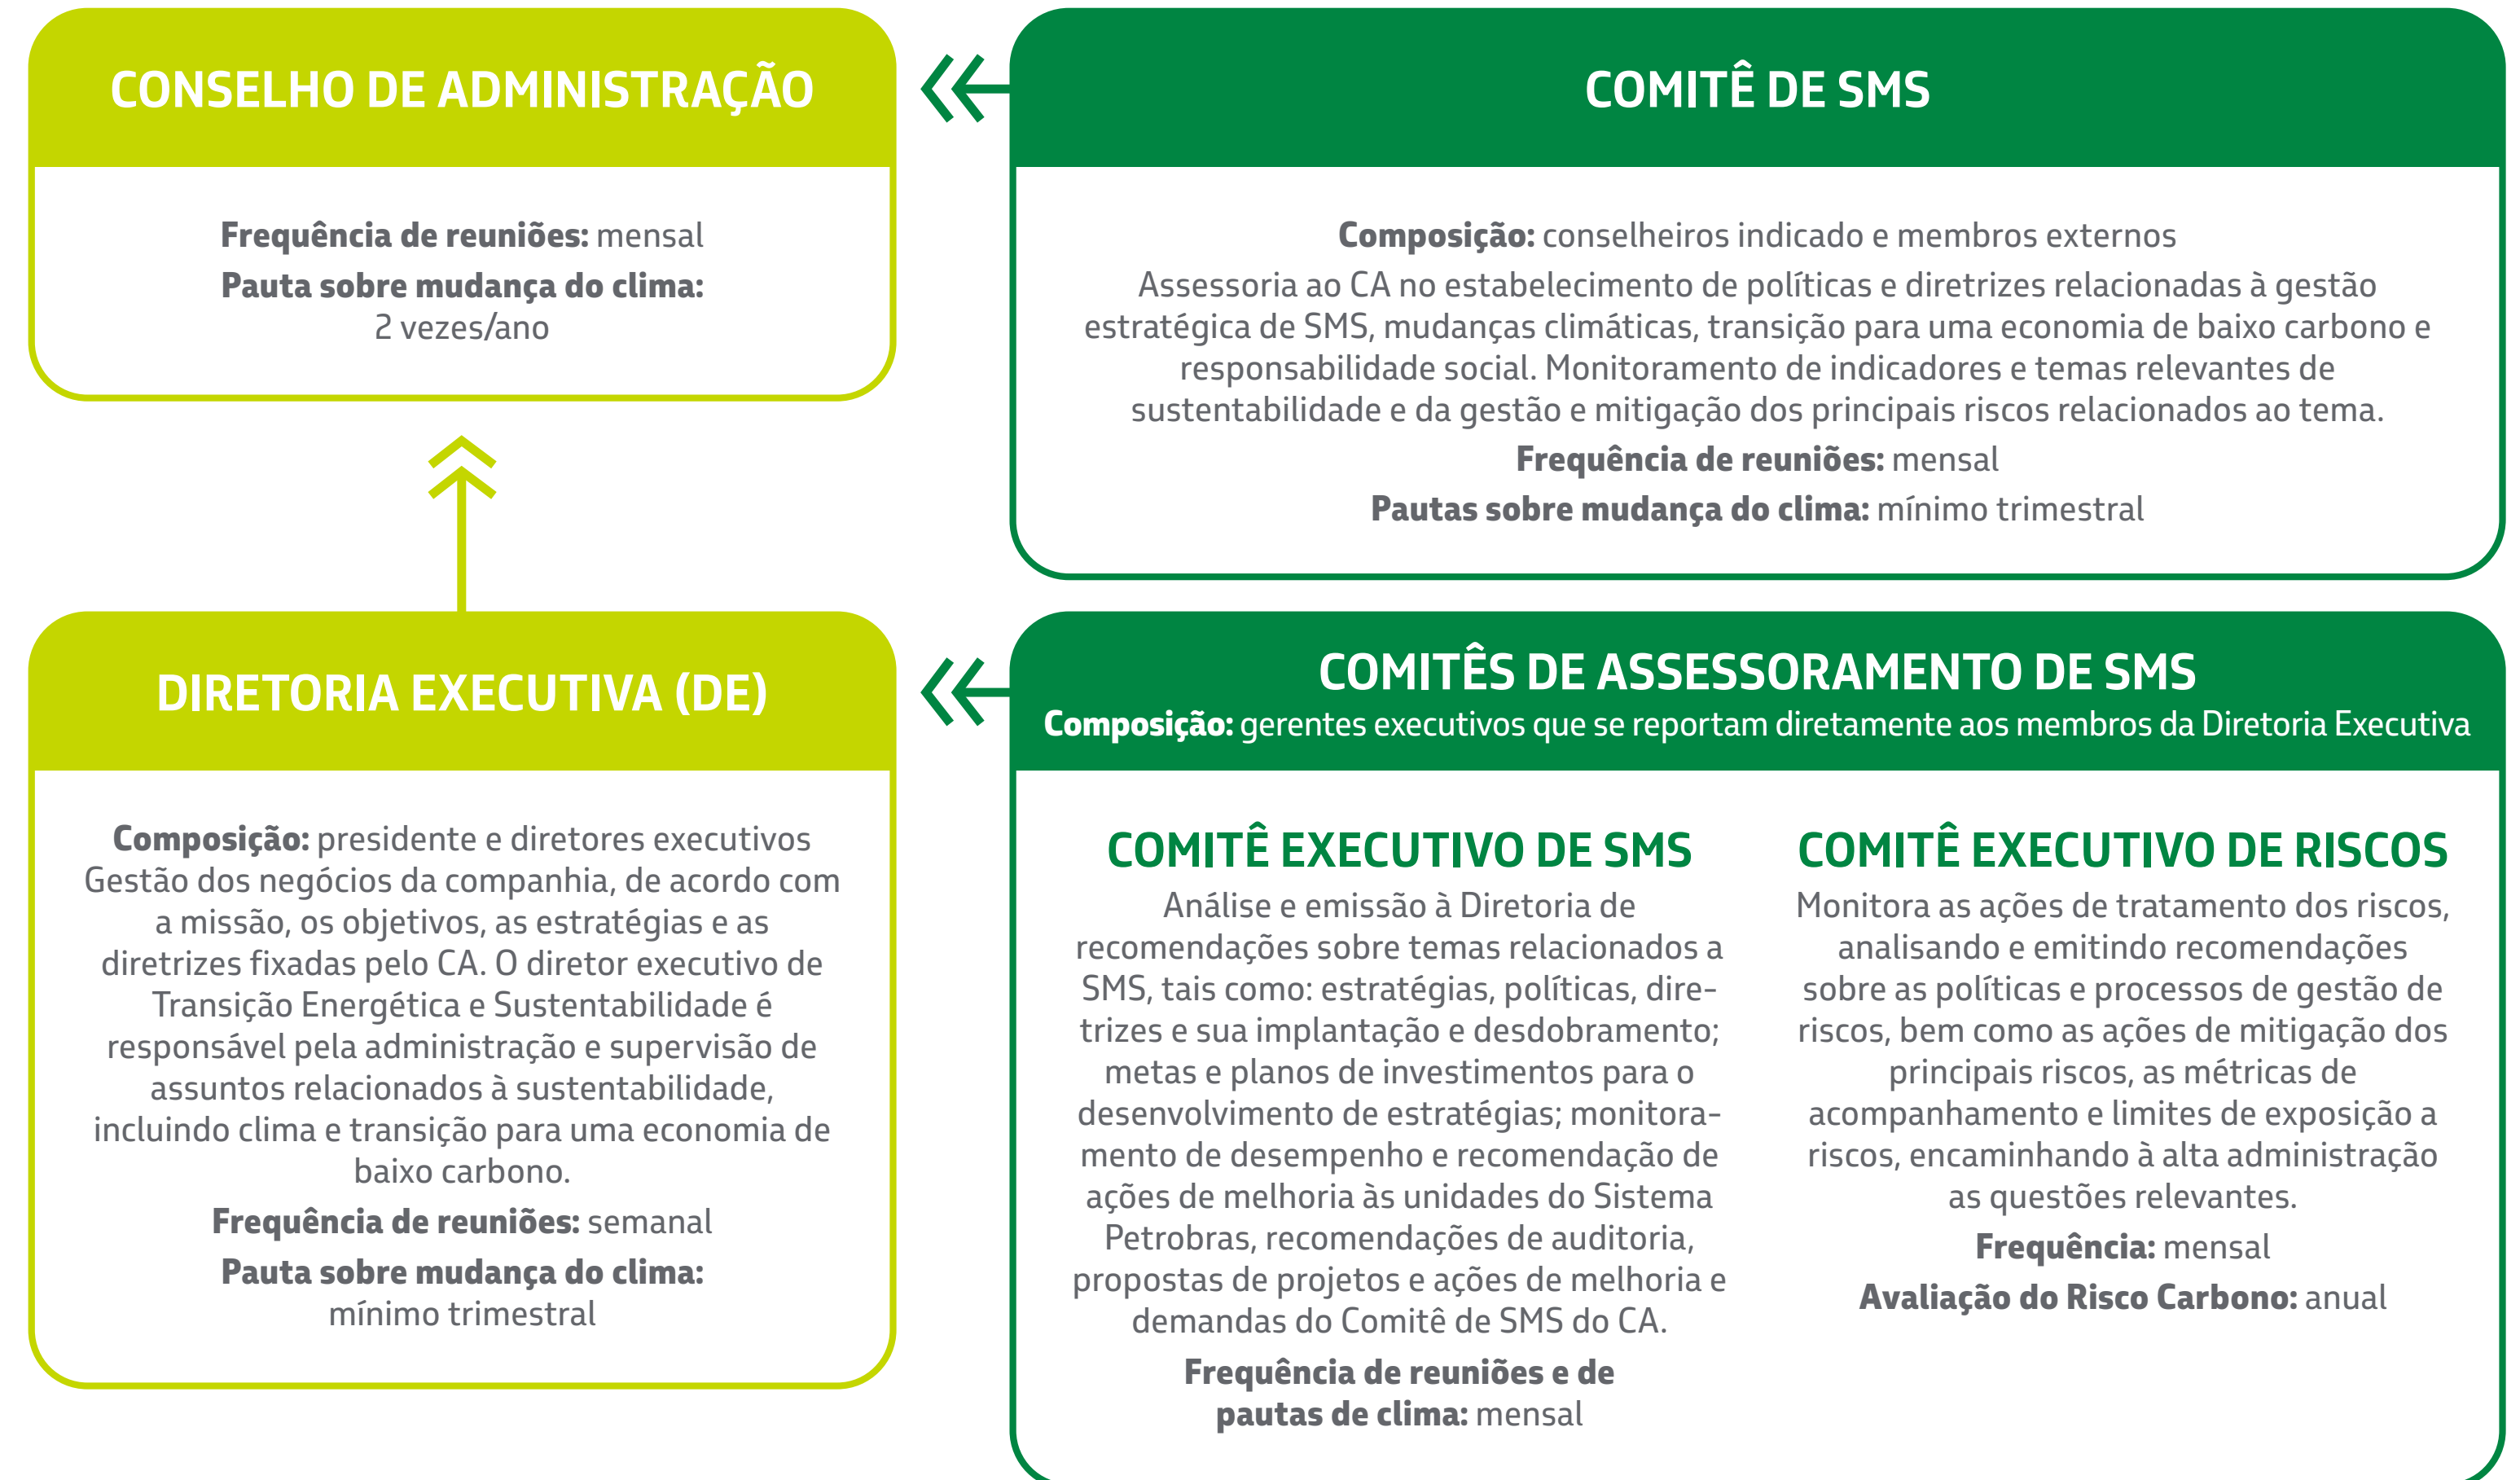 CONSELHO DE ADMINISTRAÇÃO
Frequência de reuniões: mensal
Pauta sobre mudança do clima:
2 vezes/ano
COMITÊ DE SMS
Composição: conselheiros indicado e membros externos
Assessoria ao CA no estabelecimento de políticas e diretrizes relacionadas à gestão
estratégica de SMS, mudanças climáticas, transição para uma economia de baixo carbono e
responsabilidade social. Monitoramento de indicadores e temas relevantes de
sustentabilidade e da gestão e mitigação dos principais riscos relacionados ao tema.
Frequência de reuniões: mensal
Pautas sobre mudança do clima: mínimo trimestral
DIRETORIA EXECUTIVA (DE)
Composição: presidente e diretores executivos
Gestão dos negócios da companhia, de acordo com
a missão, os objetivos, as estratégias e as
diretrizes fixadas pelo CA. O diretor executivo de
Transição Energética e Sustentabilidade é
responsável pela administração e supervisão de
assuntos relacionados à sustentabilidade,
incluindo clima e transição para uma economia de
baixo carbono.
Frequência de reuniões: semanal
Pauta sobre mudança do clima:
mínimo trimestral
COMITÊS DE ASSESSORAMENTO DE SMS
Composição: gerentes executivos que se reportam diretamente aos membros da Diretoria Executiva
COMITÊ EXECUTIVO DE SMS
Análise e emissão à Diretoria de
recomendações sobre temas relacionados a
SMS, tais como: estratégias, políticas, dire-
trizes e sua implantação e desdobramento;
metas e planos de investimentos para o
desenvolvimento de estratégias; monitora-
mento de desempenho e recomendação de
ações de melhoria às unidades do Sistema
Petrobras, recomendações de auditoria,
propostas de projetos e ações de melhoria e
demandas do Comitê de SMS do CA.
Frequência de reuniões e de
pautas de clima: mensal
COMITÊ EXECUTIVO DE RISCOS
Monitora as ações de tratamento dos riscos,
analisando e emitindo recomendações
sobre as políticas e processos de gestão de
riscos, bem como as ações de mitigação dos
principais riscos, as métricas de
acompanhamento e limites de exposição a
riscos, encaminhando à alta administração
as questões relevantes.
Frequência: mensal
Avaliação do Risco Carbono: anual